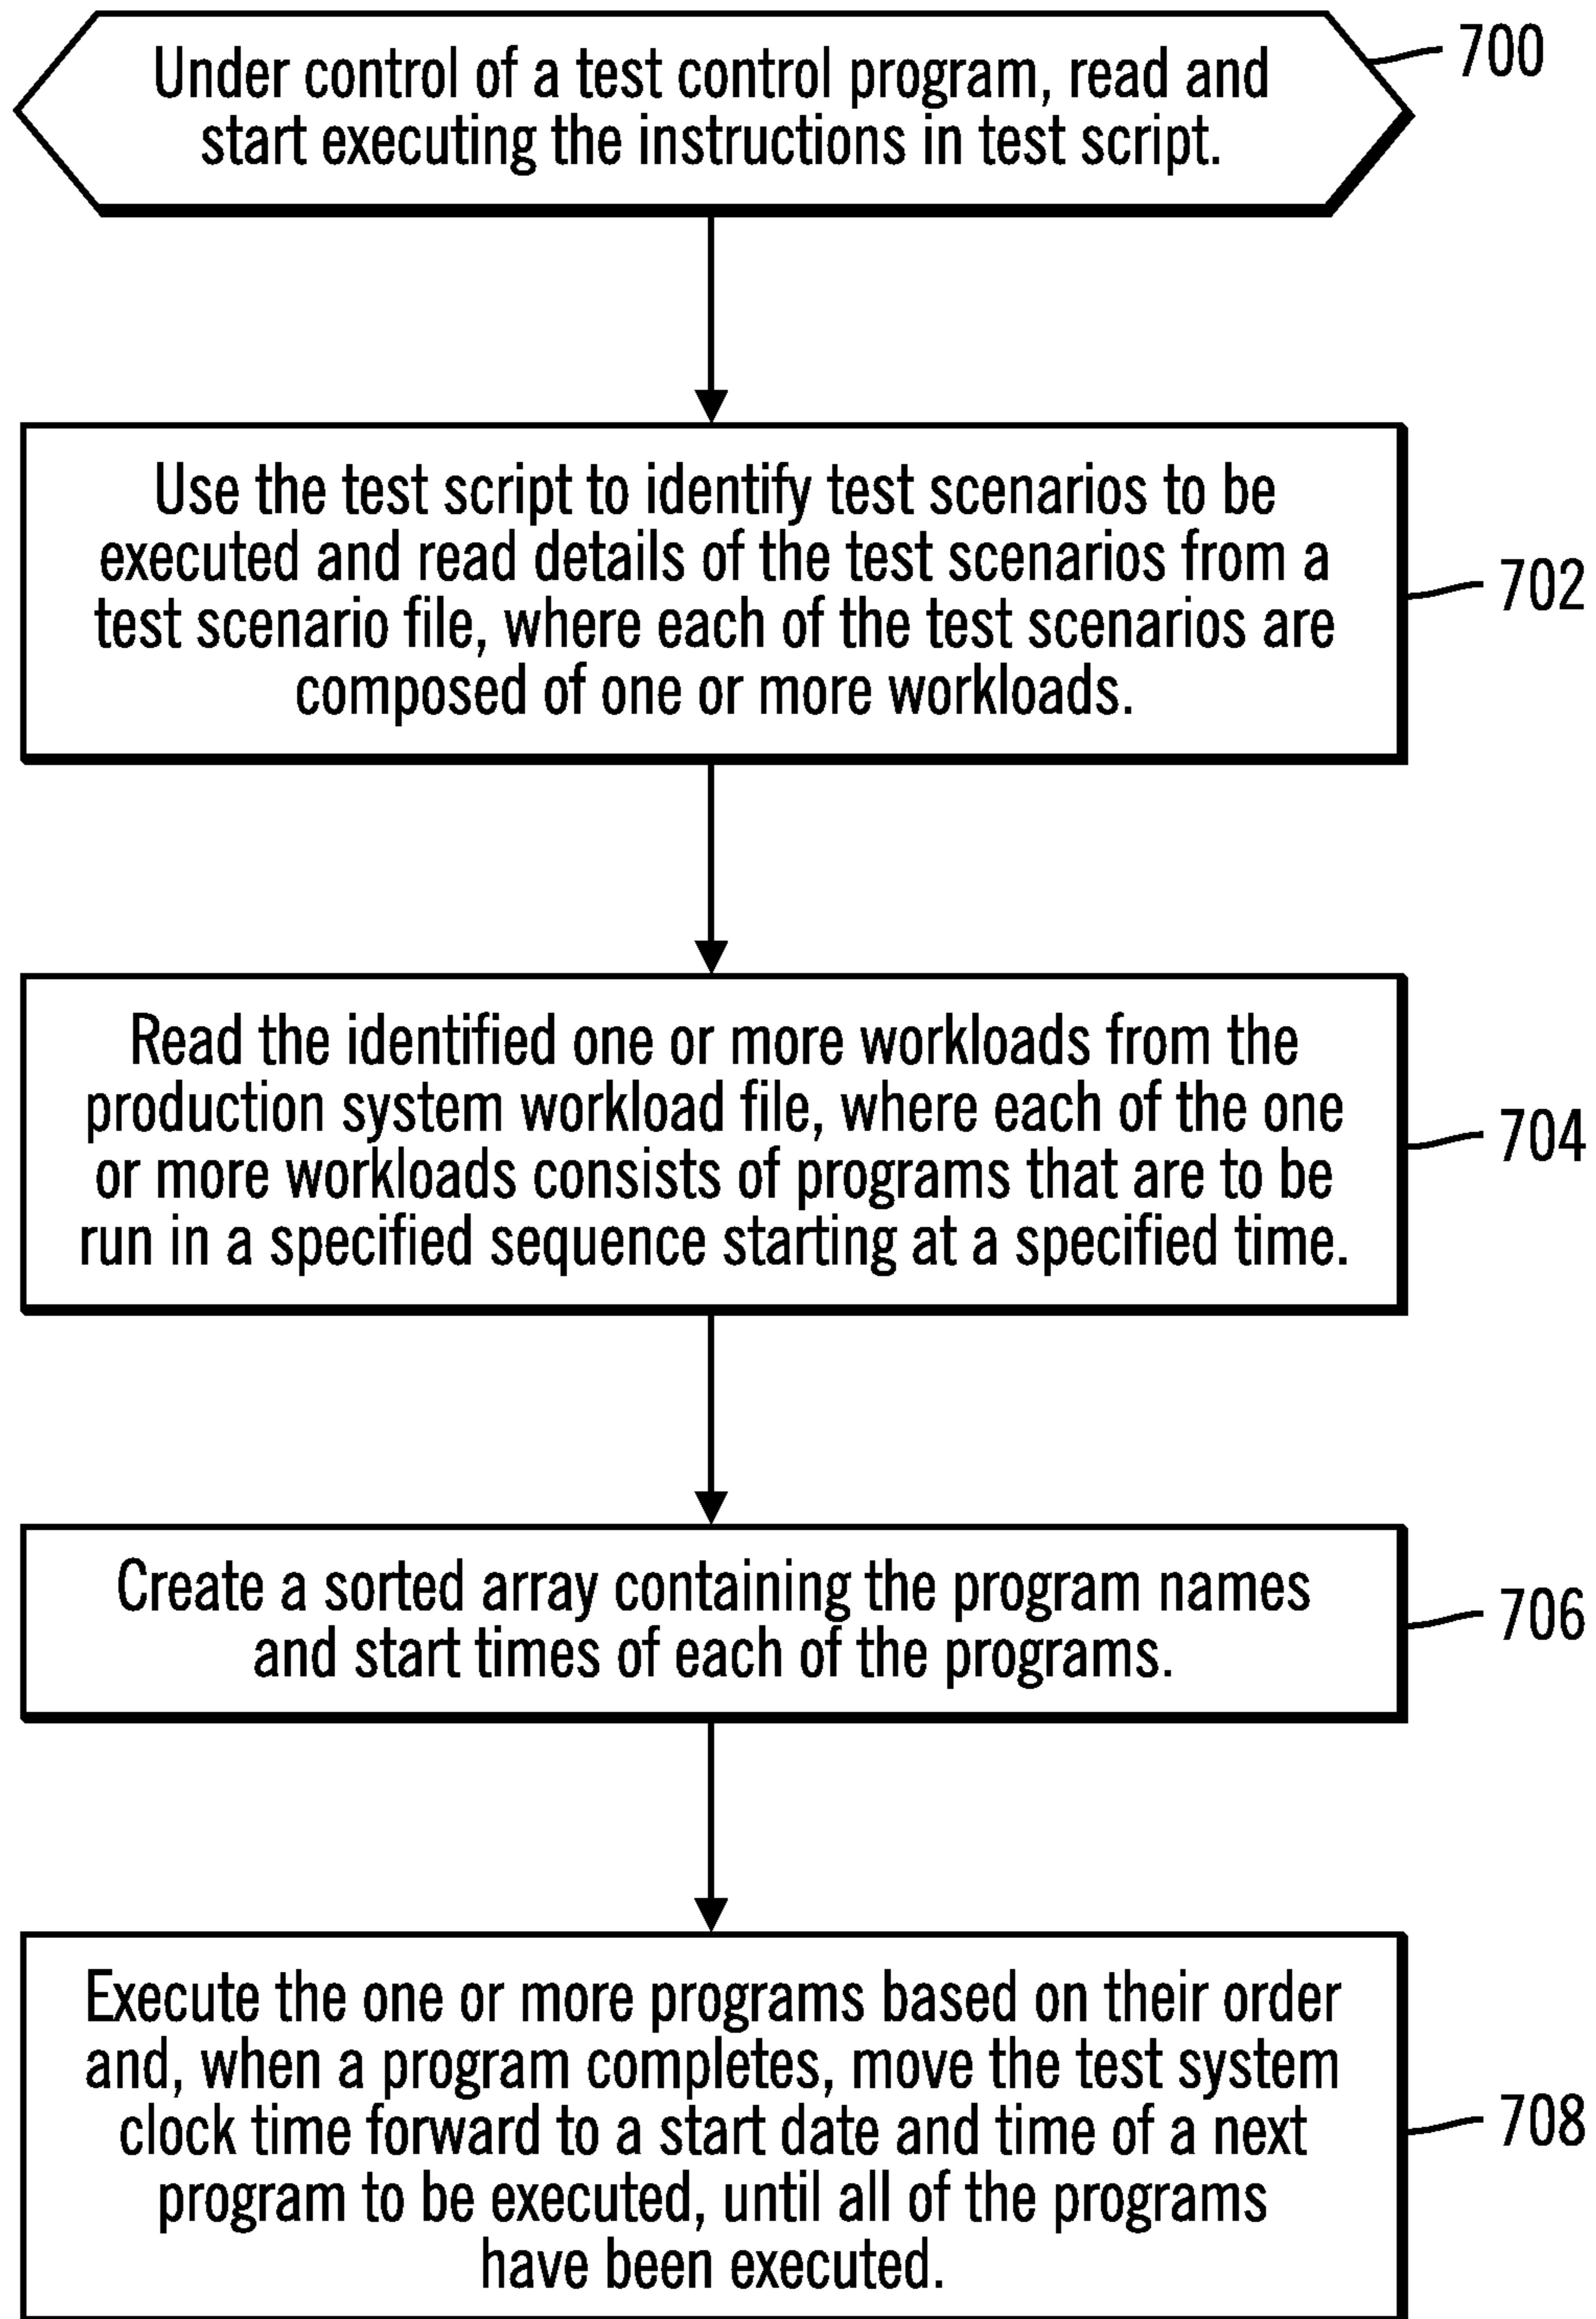 Under control of a test control program, read and
start executing the instructions in test script.
700
Use the test script to identify test scenarios to be
executed and read details of the test scenarios from a
test scenario file, where each of the test scenarios are
composed of one or more workloads.
702
Read the identified one or more workloads from the
production system workload file, where each of the one
or more workloads consists of programs that are to be
run in a specified sequence starting at a specified time.
704
Create a sorted array containing the program names
and start times of each of the programs.
706
Execute the one or more programs based on their order
and, when a program completes, move the test system
clock time forward to a start date and time of a next
program to be executed, until all of the programs
have been executed.
708